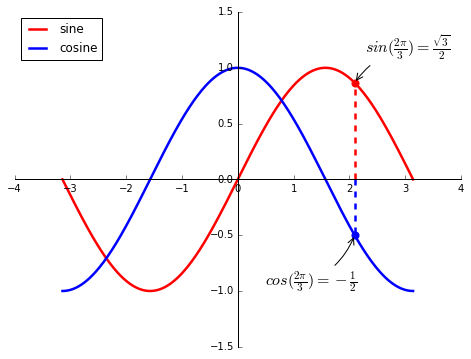 1.5
sine
cosine
sin(2π/3) = √3/2
1.0
0.5
0.0
−4 −3 −2 −1 0 1 2 3 4
−0.5
cos(2π/3) = −1/2
−1.0
−1.5